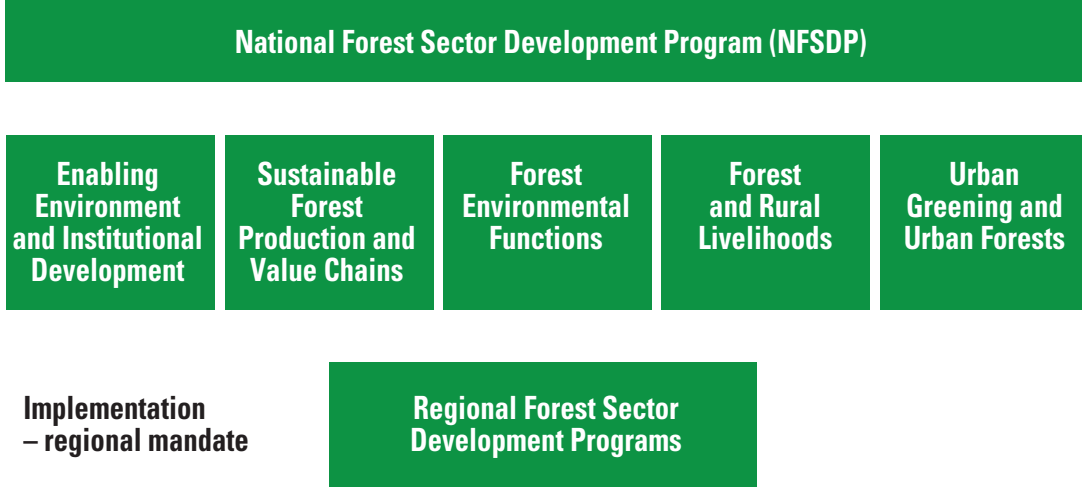 National Forest Sector Development Program (NFSDP)
Enabling
Environment
and Institutional
Development
Sustainable
Forest
Production and
Value Chains
Forest
Environmental
Functions
Forest
and Rural
Livelihoods
Urban
Greening and
Urban Forests
Implementation
– regional mandate
Regional Forest Sector
Development Programs